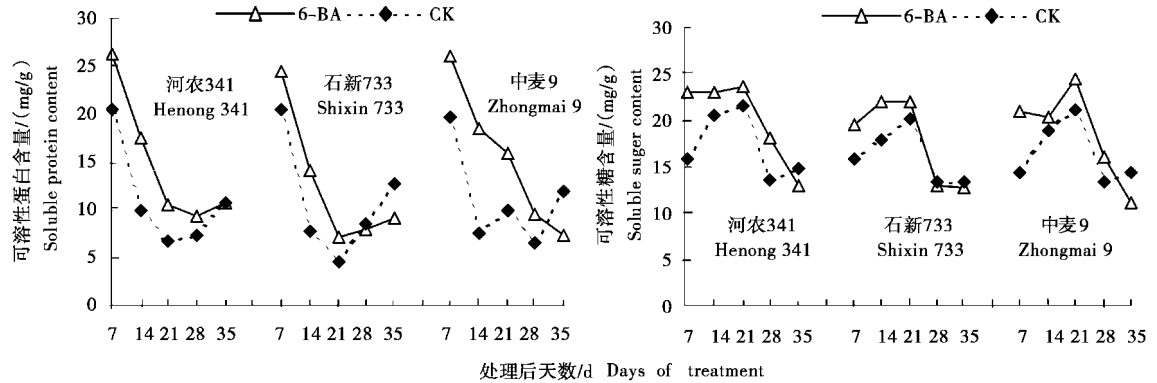 6-BA CK
可溶性蛋白含量/(mg/g)
Soluble protein content
30
25
20
15
10
5
0
河农341
Henong 341
石新733
Shixin 733
中麦9
Zhongmai 9
7 14 21 28 35 7 14 21 28 35 7 14 21 28 35
6-BA CK
可溶性糖含量/(mg/g)
Soluble suger content
30
25
20
15
10
5
0
河农341
Henong 341
石新733
Shixin 733
中麦9
Zhongmai 9
7 14 21 28 35 7 14 21 28 35 7 14 21 28 35
处理后天数/d Days of treatment